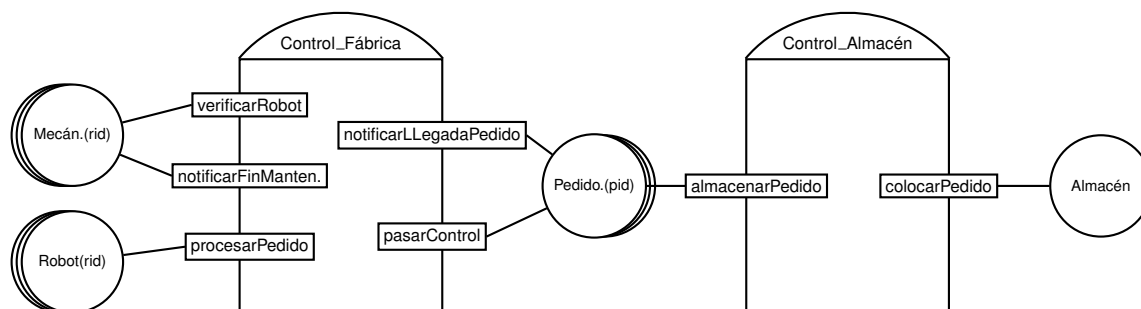 Control_Fábrica
Control_Almacén
verificarRobot
Mecán.(rid)
notificarLLegadaPedido
notificarFinManten.
Pedido.(pid)
almacenarPedido
colocarPedido
Almacén
pasarControl
procesarPedido
Robot(rid)